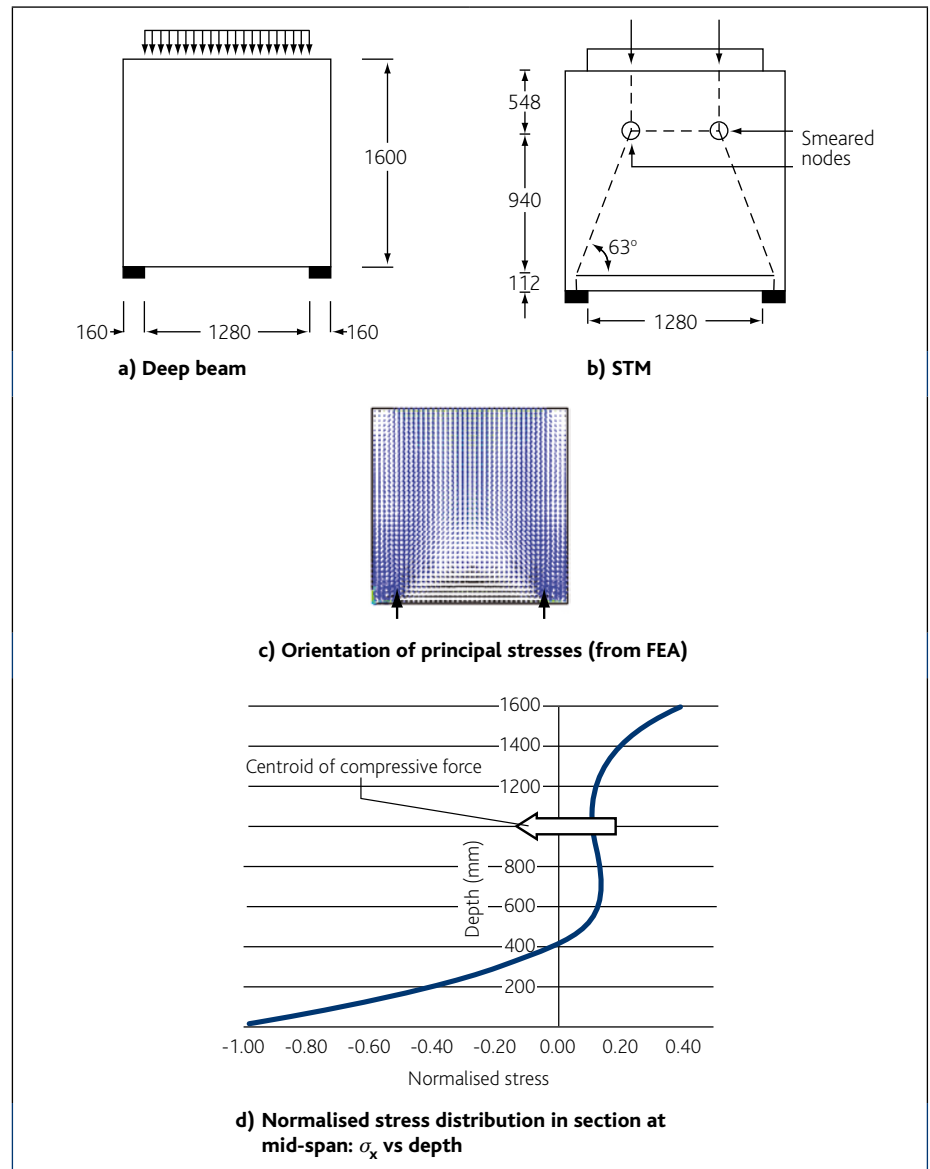 1600
160
1280
160
a) Deep beam
548
940
112
63°
1280
Smeared
nodes
b) STM
c) Orientation of principal stresses (from FEA)
1600
1400
1200
800
600
400
200
Centroid of compressive force
Depth (mm)
-1.00 -0.80 -0.60 -0.40 -0.20 0.00 0.20 0.40
Normalised stress
d) Normalised stress distribution in section at
mid-span: σx vs depth